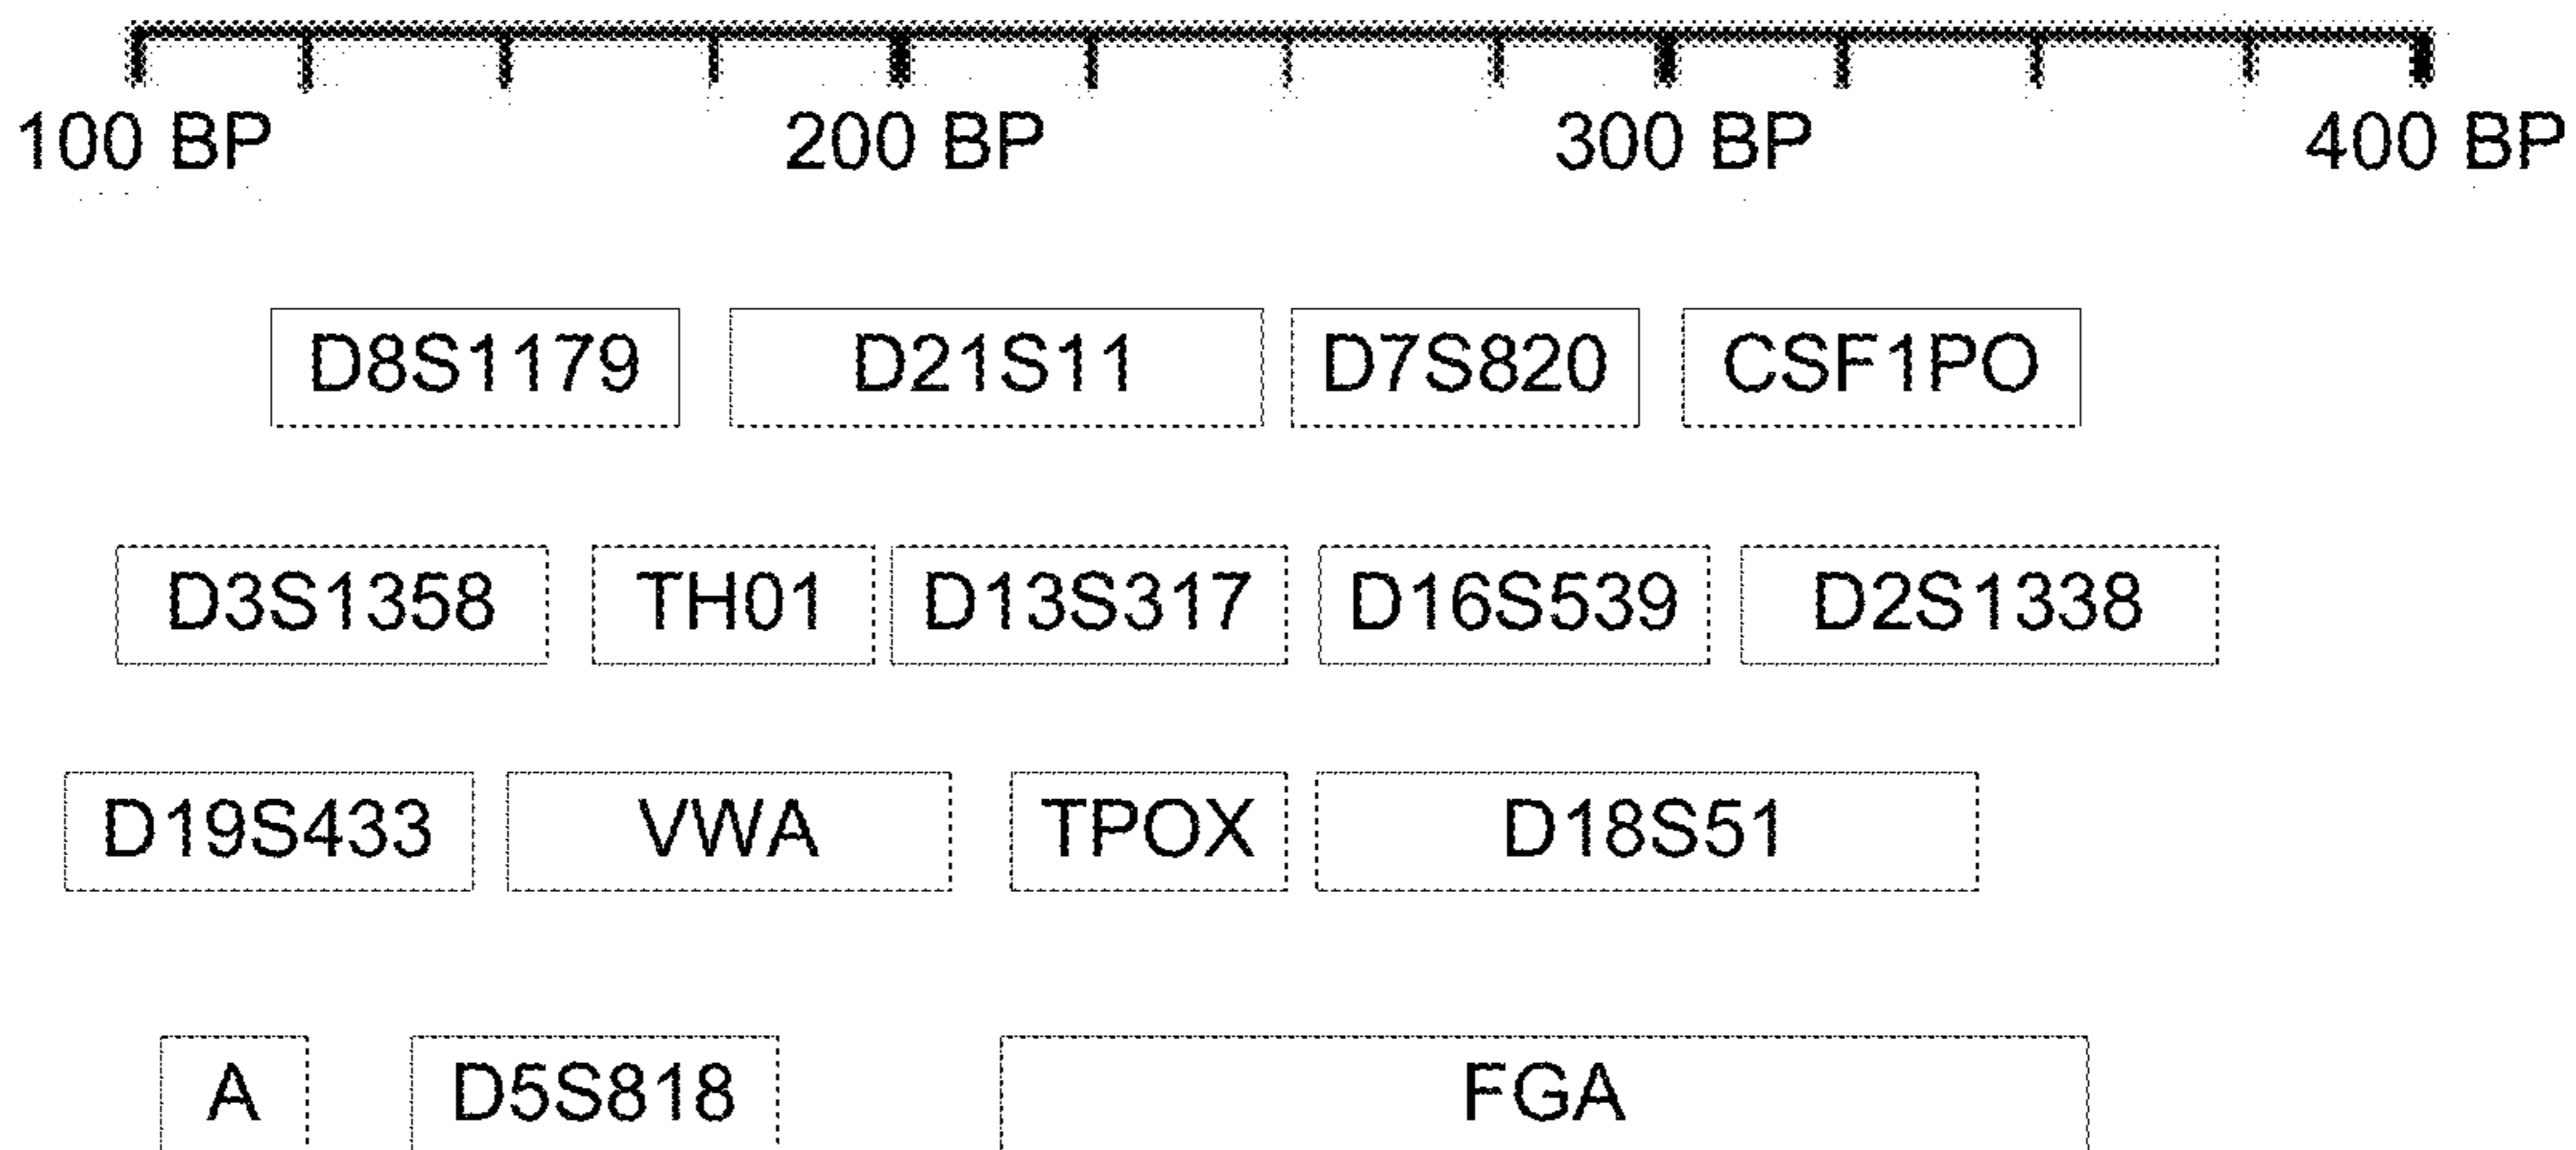 100 BP 200 BP 300 BP 400 BP
D8S1179 D21S11 D7S820 CSF1PO
D3S1358 TH01 D13S317 D16S539 D2S1338
D19S433 VWA TPOX D18S51
A D5S818 FGA